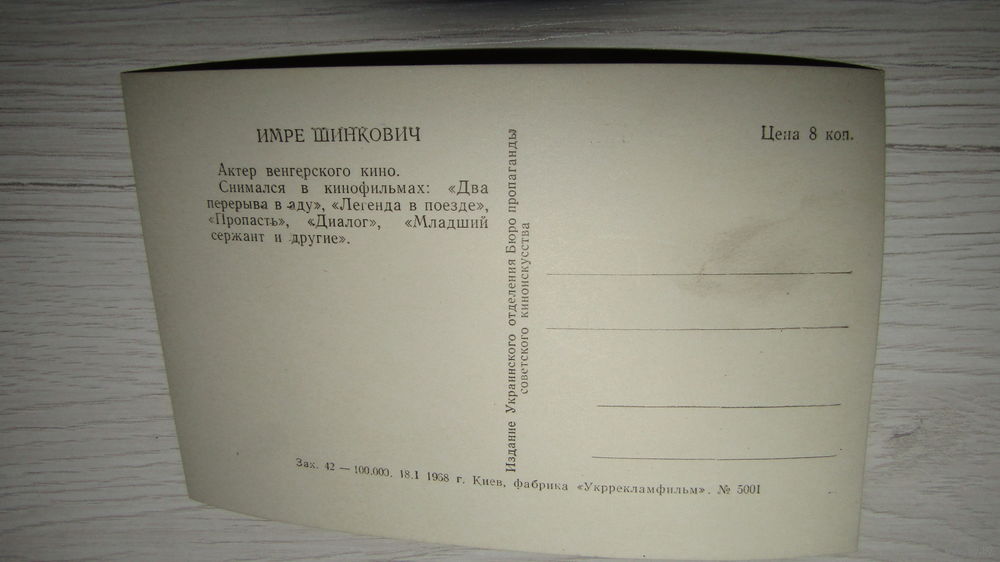 ИМРЕ ШИНКОВИЧ
Актер венгерского кино.
Снимался в кинофильмах: «Два
перерыва в аду», «Легенда в поезде»,
«Пропасть», «Диалог», «Младший
сержант и другие».
Издание Украинского отделения Бюро пропаганды
советского киноискусства
Цена 8 коп.
Зак. 42 — 100.000. 18.I 1968 г. Киев, фабрика «Укррекламфильм». № 5001